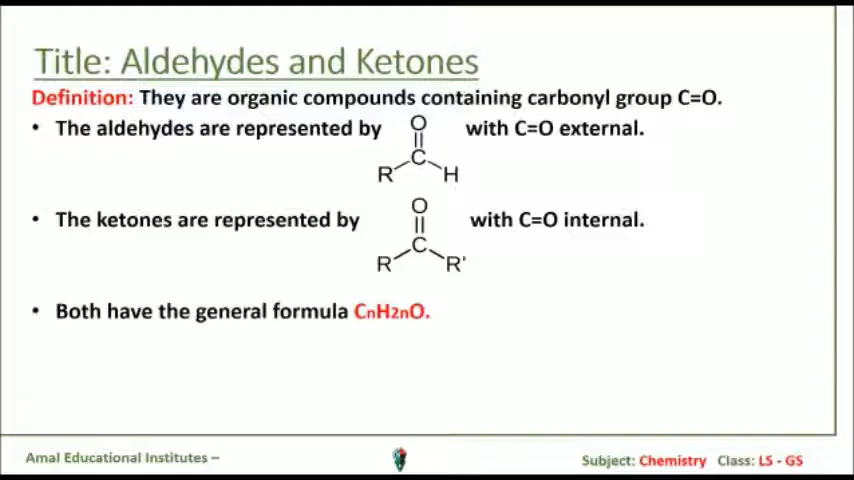 Title: Aldehydes and Ketones
Definition: They are organic compounds containing carbonyl group C=O.
• The aldehydes are represented by with C=O external.
O
C
R H
• The ketones are represented by with C=O internal.
O
C
R R'
• Both have the general formula CnH2nO.
Amal Educational Institutes –
Subject: Chemistry Class: LS - GS